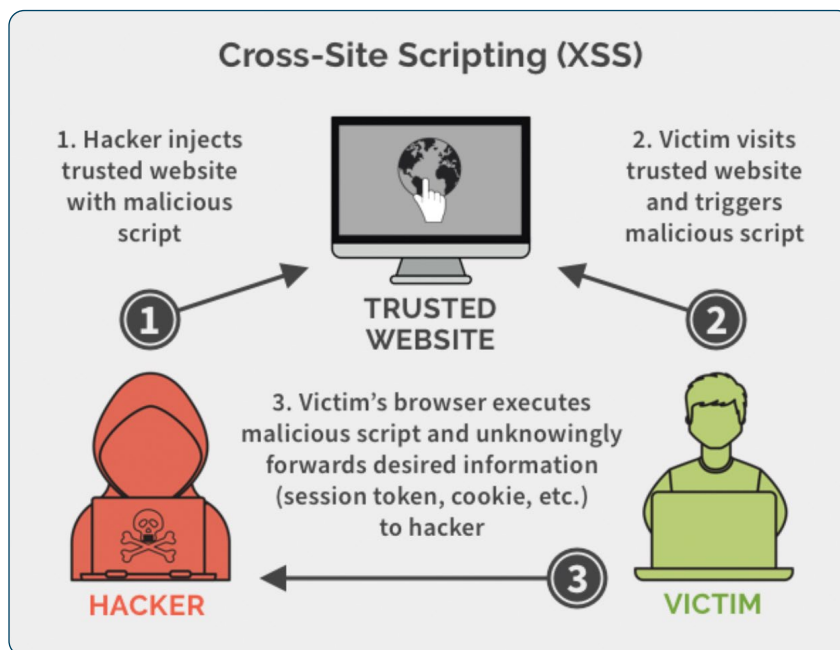 Cross-Site Scripting (XSS)
1. Hacker injects
trusted website
with malicious
script
2. Victim visits
trusted website
and triggers
malicious script
1
TRUSTED
WEBSITE
2
3. Victim’s browser executes
malicious script and unknowingly
forwards desired information
(session token, cookie, etc.)
to hacker
3
HACKER
VICTIM